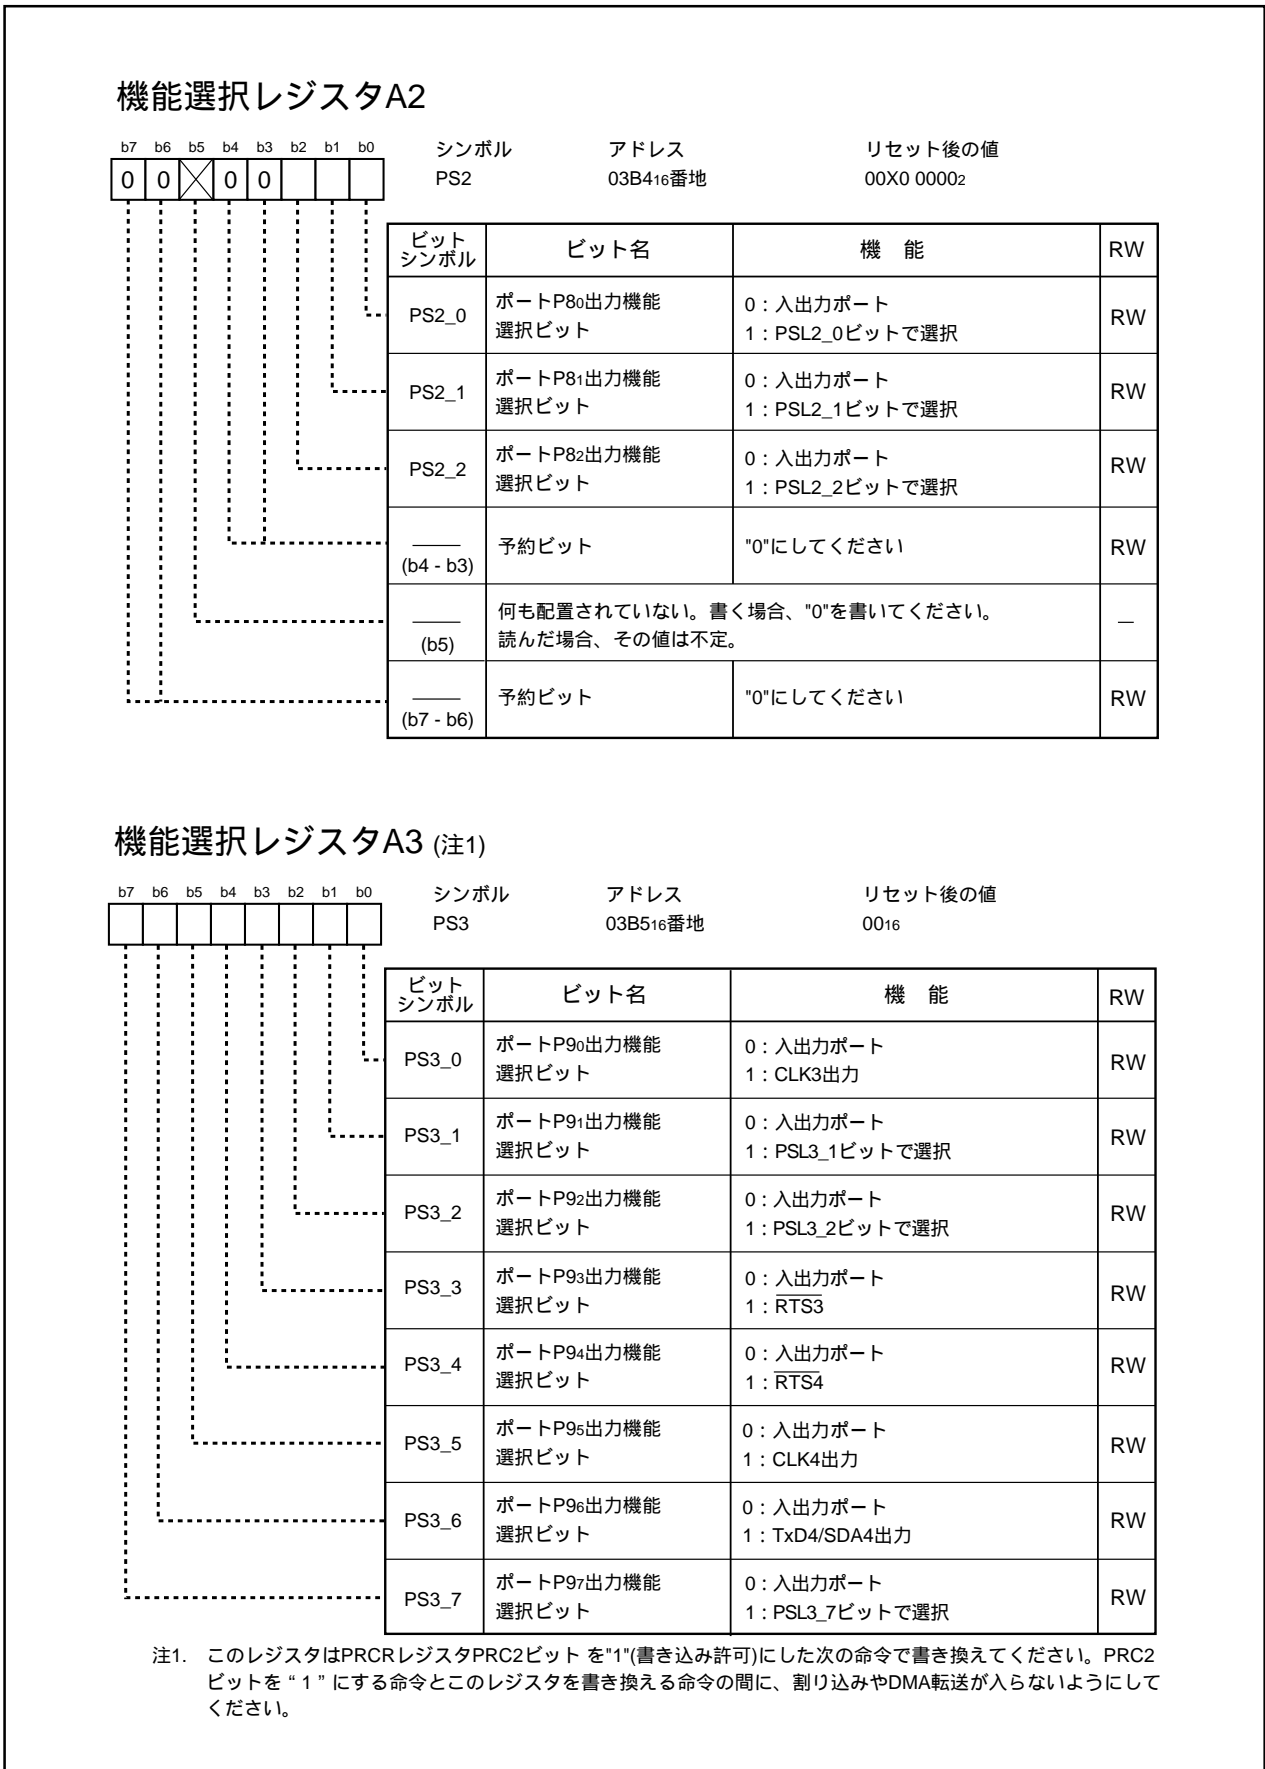 機能選択レジスタA2
b7 b6 b5 b4 b3 b2 b1 b0
0 0 0 0
シンボル アドレス リセット後の値
PS2 03B416番地 00X0 00002
ビット
シンボル
ビット名 機 能 RW
PS2_0
ポートP80出力機能
選択ビット
0:入出力ポート
1:PSL2_0ビットで選択
RW
PS2_1
ポートP81出力機能
選択ビット
0:入出力ポート
1:PSL2_1ビットで選択
RW
PS2_2
ポートP82出力機能
選択ビット
0:入出力ポート
1:PSL2_2ビットで選択
RW
(b4 - b3)
予約ビット
"0"にしてください
RW
(b5)
何も配置されていない。書く場合、"0"を書いてください。
読んだ場合、その値は不定。
―
(b7 - b6)
予約ビット
"0"にしてください
RW
機能選択レジスタA3 (注1)
b7 b6 b5 b4 b3 b2 b1 b0
シンボル アドレス リセット後の値
PS3 03B516番地 0016
ビット
シンボル
ビット名 機 能 RW
PS3_0
ポートP90出力機能
選択ビット
0:入出力ポート
1:CLK3出力
RW
PS3_1
ポートP91出力機能
選択ビット
0:入出力ポート
1:PSL3_1ビットで選択
RW
PS3_2
ポートP92出力機能
選択ビット
0:入出力ポート
1:PSL3_2ビットで選択
RW
PS3_3
ポートP93出力機能
選択ビット
0:入出力ポート
1:RTS3
RW
PS3_4
ポートP94出力機能
選択ビット
0:入出力ポート
1:RTS4
RW
PS3_5
ポートP95出力機能
選択ビット
0:入出力ポート
1:CLK4出力
RW
PS3_6
ポートP96出力機能
選択ビット
0:入出力ポート
1:TxD4/SDA4出力
RW
PS3_7
ポートP97出力機能
選択ビット
0:入出力ポート
1:PSL3_7ビットで選択
RW
注1. このレジスタはPRCRレジスタPRC2ビット を"1"(書き込み許可)にした次の命令で書き換えてください。PRC2
ビットを“1”にする命令とこのレジスタを書き換える命令の間に、割り込みやDMA転送が入らないようにして
ください。